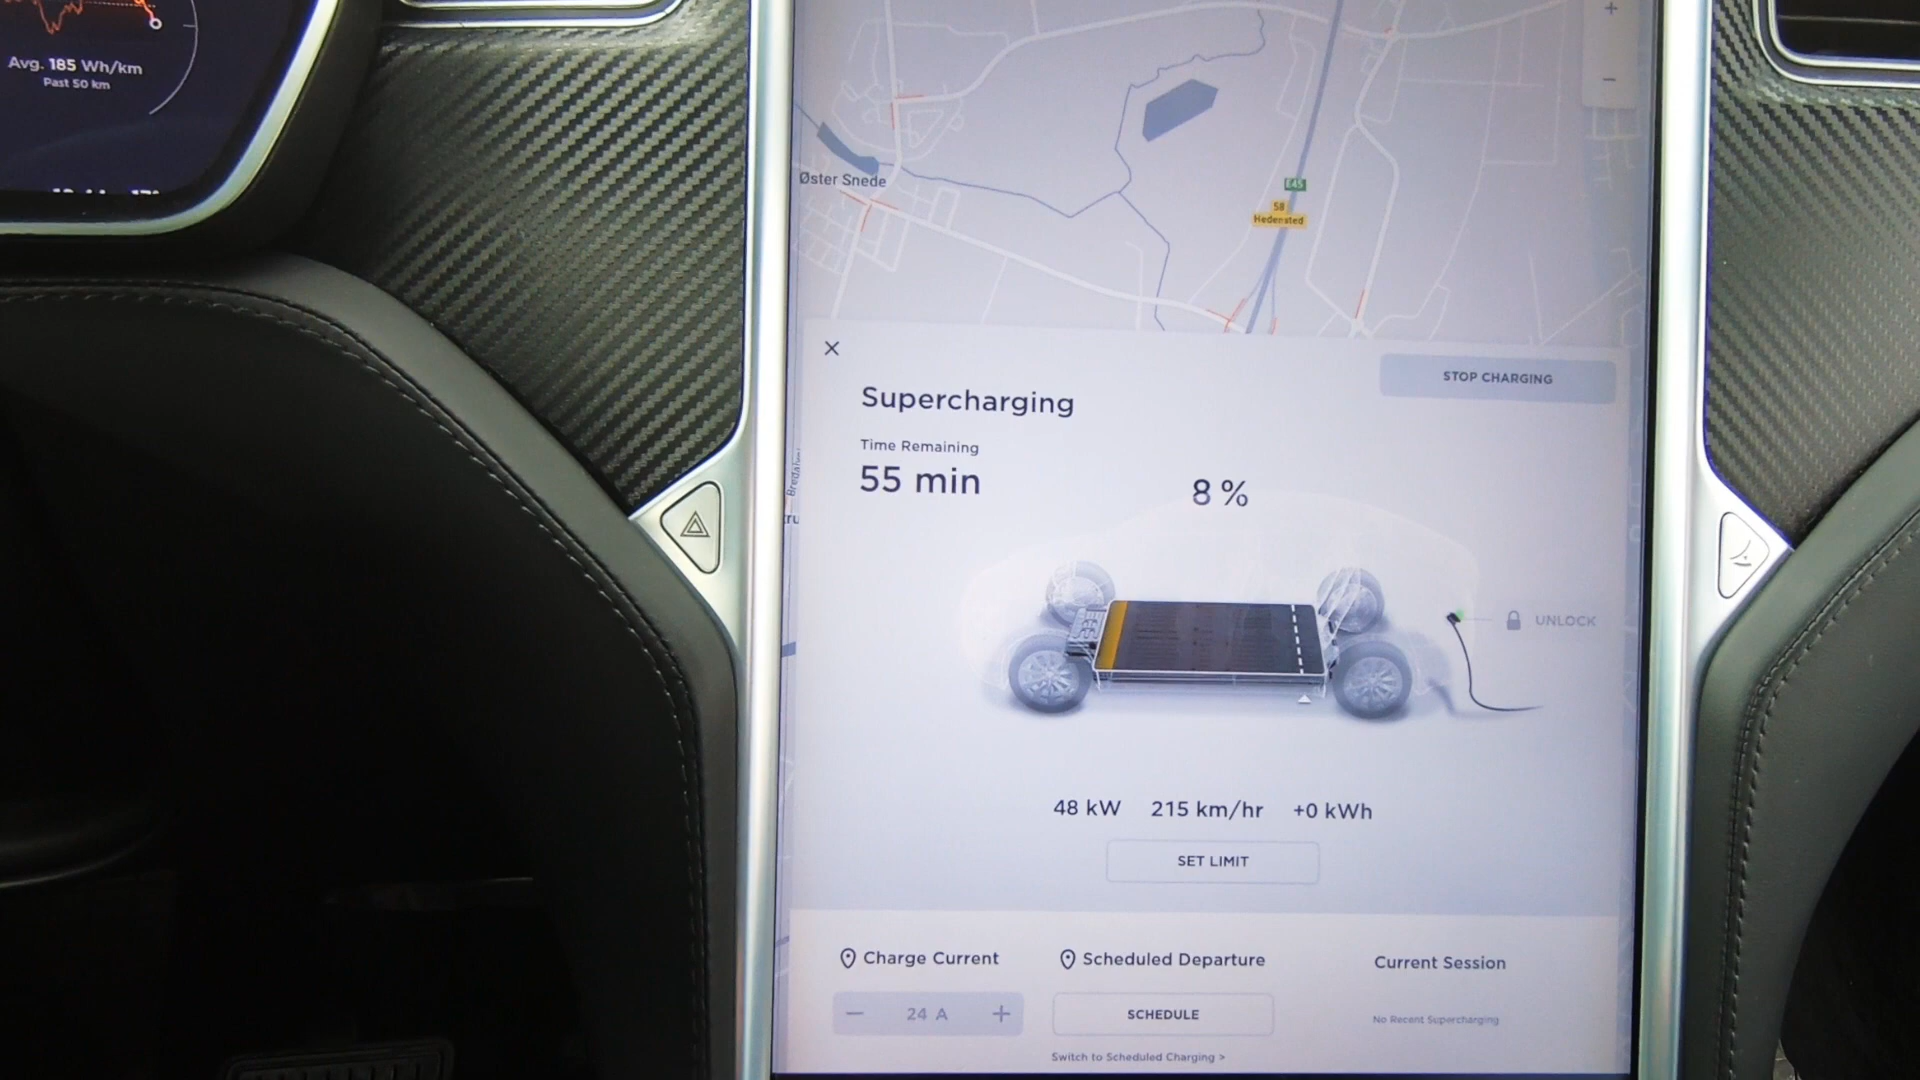 Avg. 185 Wh/km
Past 50 km
+
−
Øster Snede
E45
58
Hedensted
×
STOP CHARGING
Supercharging
Time Remaining
55 min
8 %
UNLOCK
48 kW 215 km/hr +0 kWh
SET LIMIT
Charge Current
Scheduled Departure
Current Session
− 24 A +
SCHEDULE
No Recent Supercharging
Switch to Scheduled Charging >